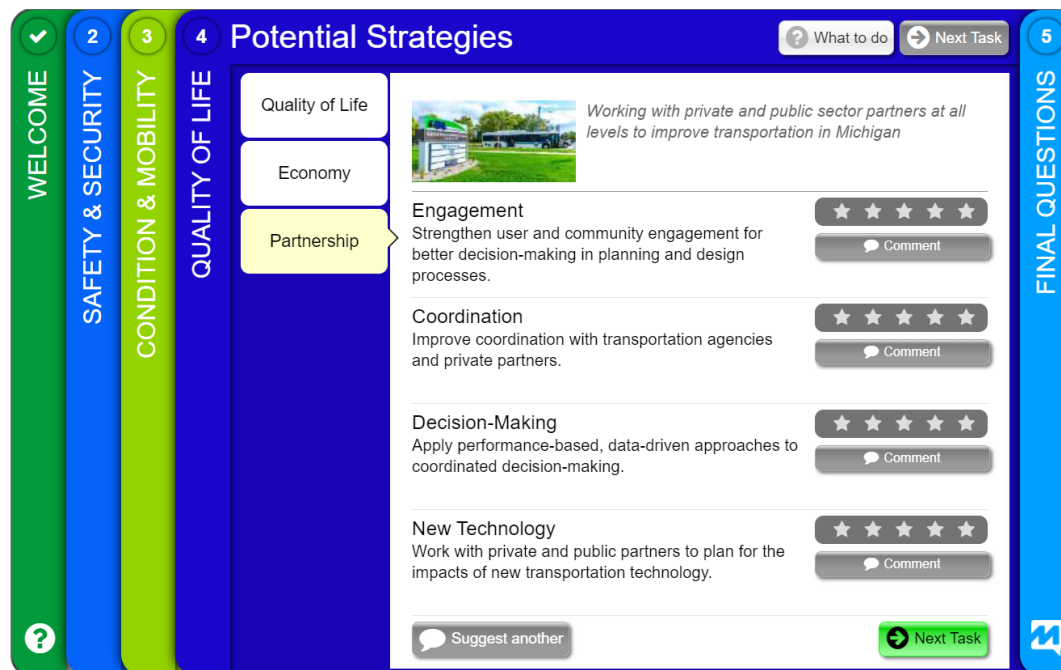 WELCOME
2
SAFETY & SECURITY
3
CONDITION & MOBILITY
4
QUALITY OF LIFE
Potential Strategies
? What to do
Next Task
Quality of Life
Economy
Partnership
Working with private and public sector partners at all
levels to improve transportation in Michigan
Engagement
Strengthen user and community engagement for
better decision-making in planning and design
processes.
Comment
Coordination
Improve coordination with transportation agencies
and private partners.
Comment
Decision-Making
Apply performance-based, data-driven approaches to
coordinated decision-making.
Comment
New Technology
Work with private and public partners to plan for the
impacts of new transportation technology.
Comment
Suggest another
Next Task
5
FINAL QUESTIONS
?